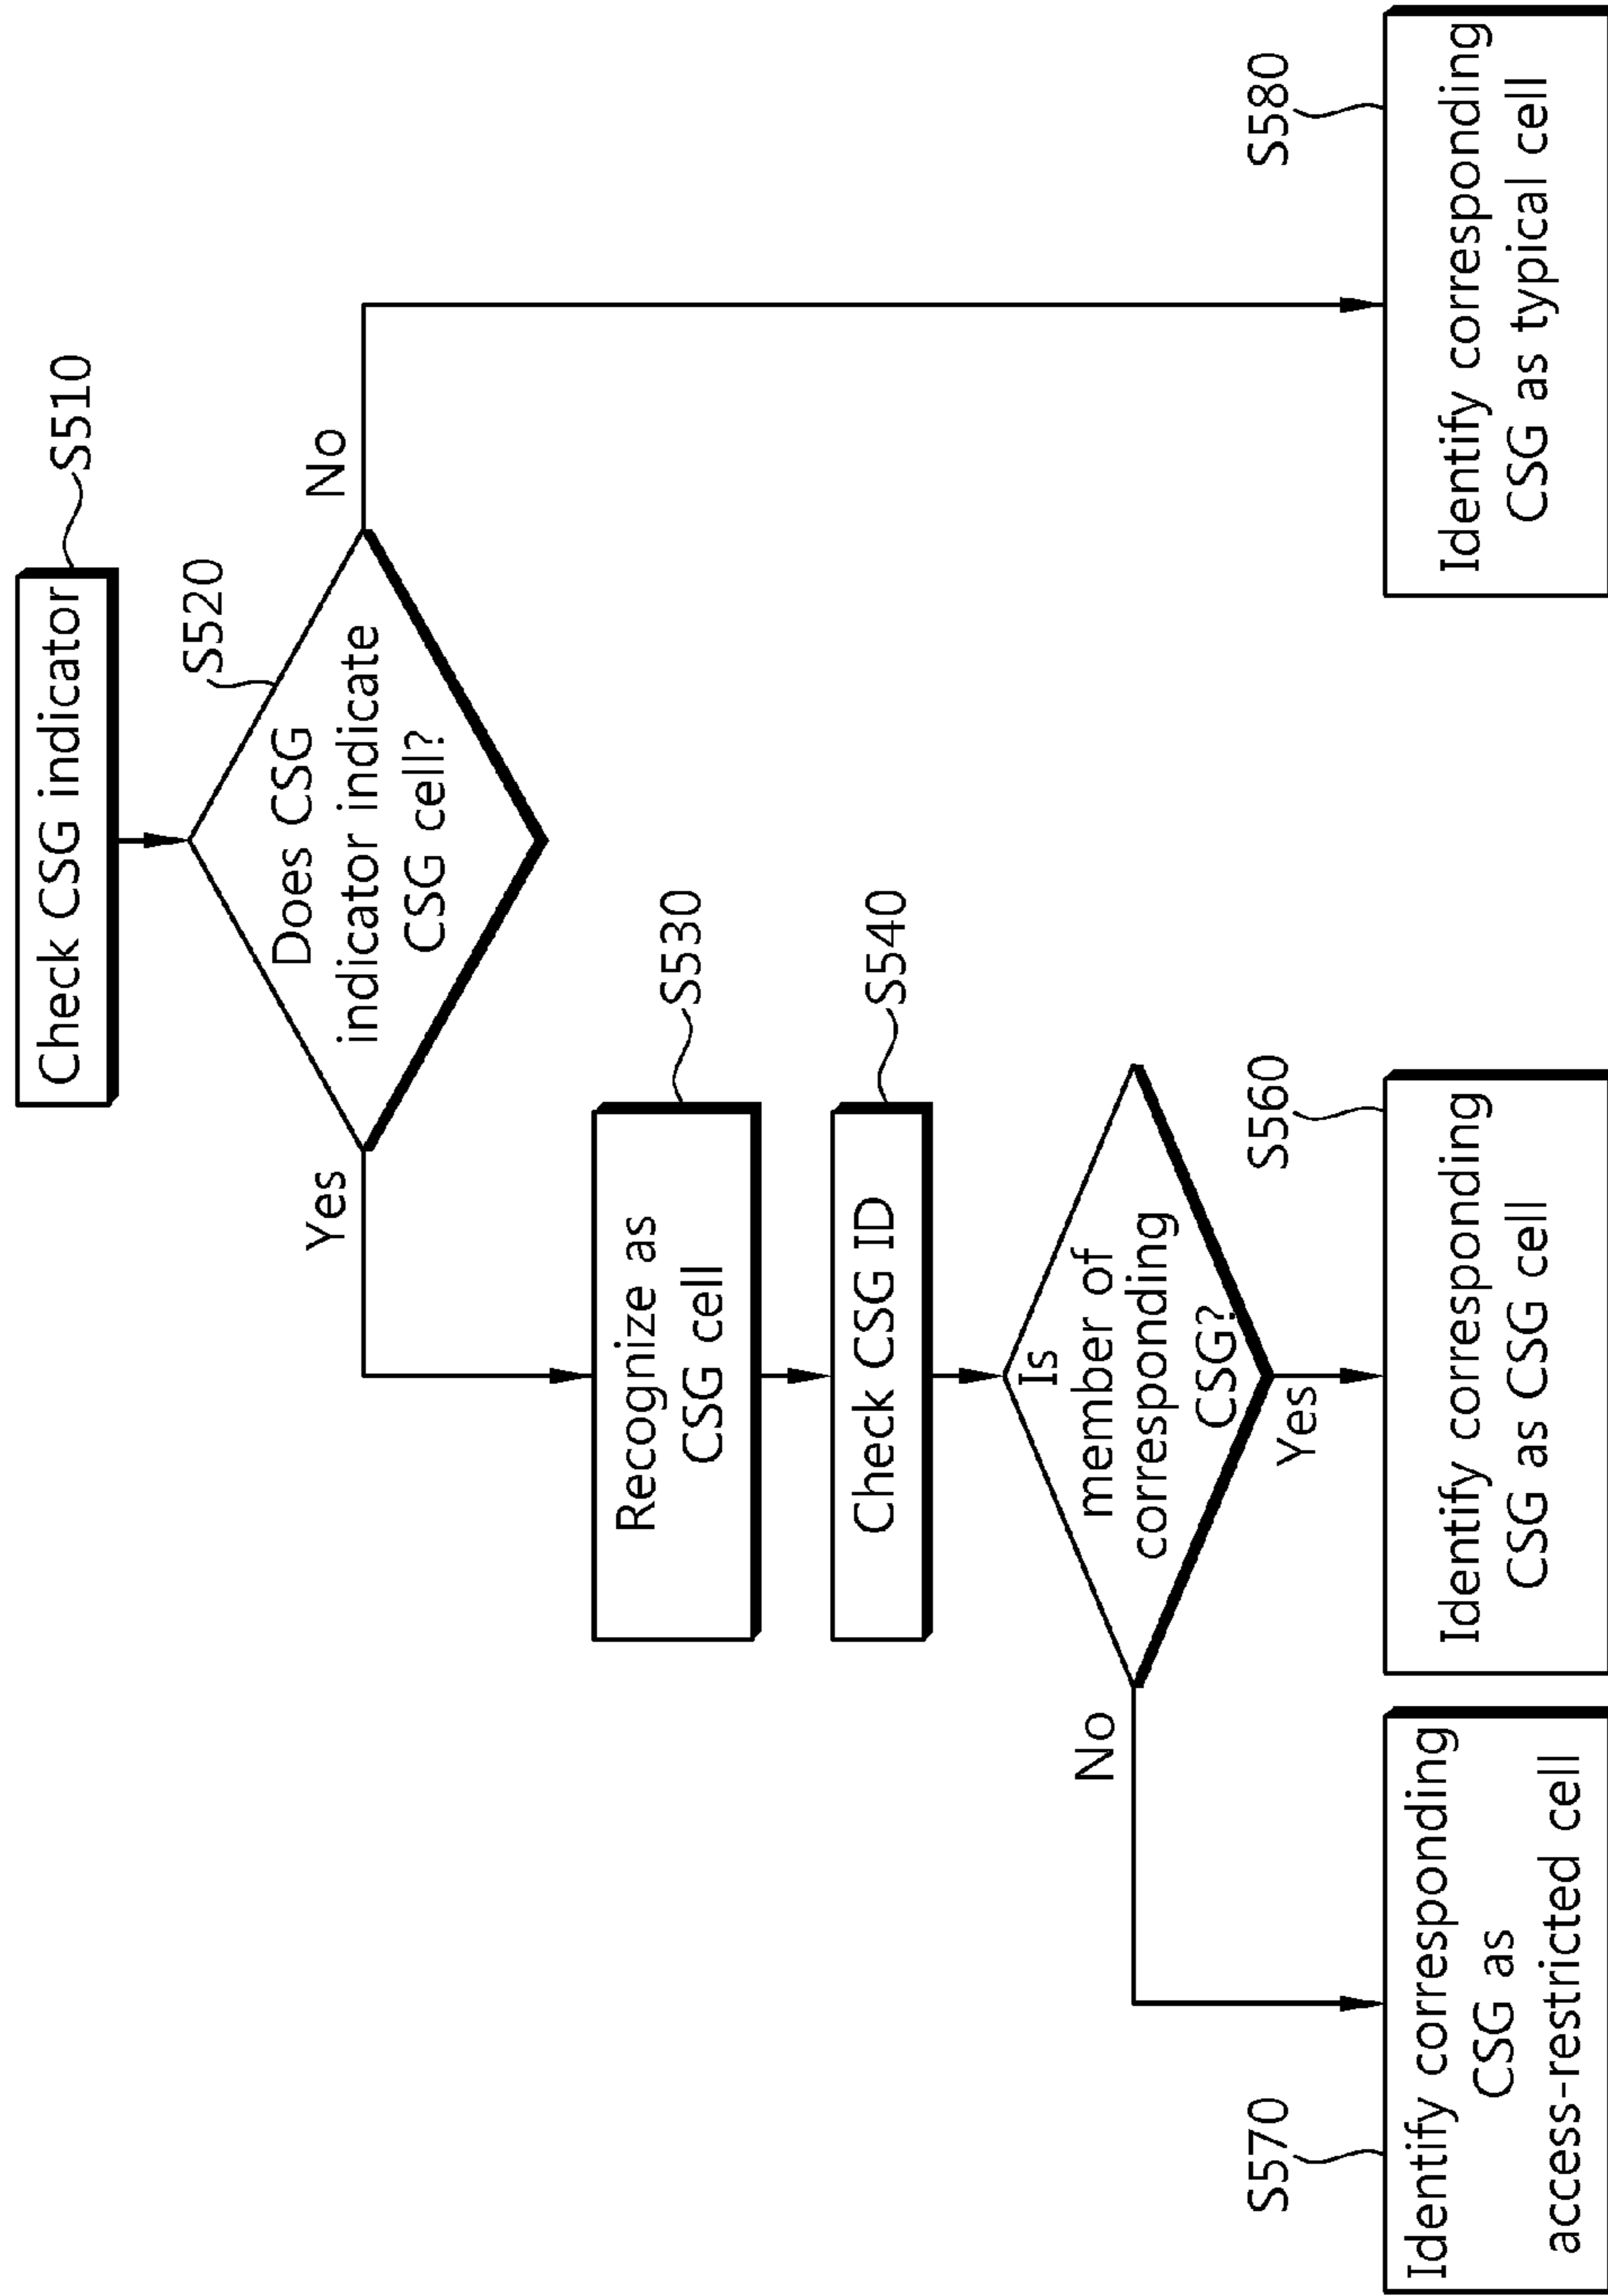 Check CSG indicator
S510
S520
Does CSG
indicator indicate
CSG cell?
Yes
No
Recognize as
CSG cell
S530
Check CSG ID
S540
Is
member of
corresponding
CSG?
No
Yes
S570
Identify corresponding
CSG as
access-restricted cell
S560
Identify corresponding
CSG as CSG cell
S580
Identify corresponding
CSG as typical cell